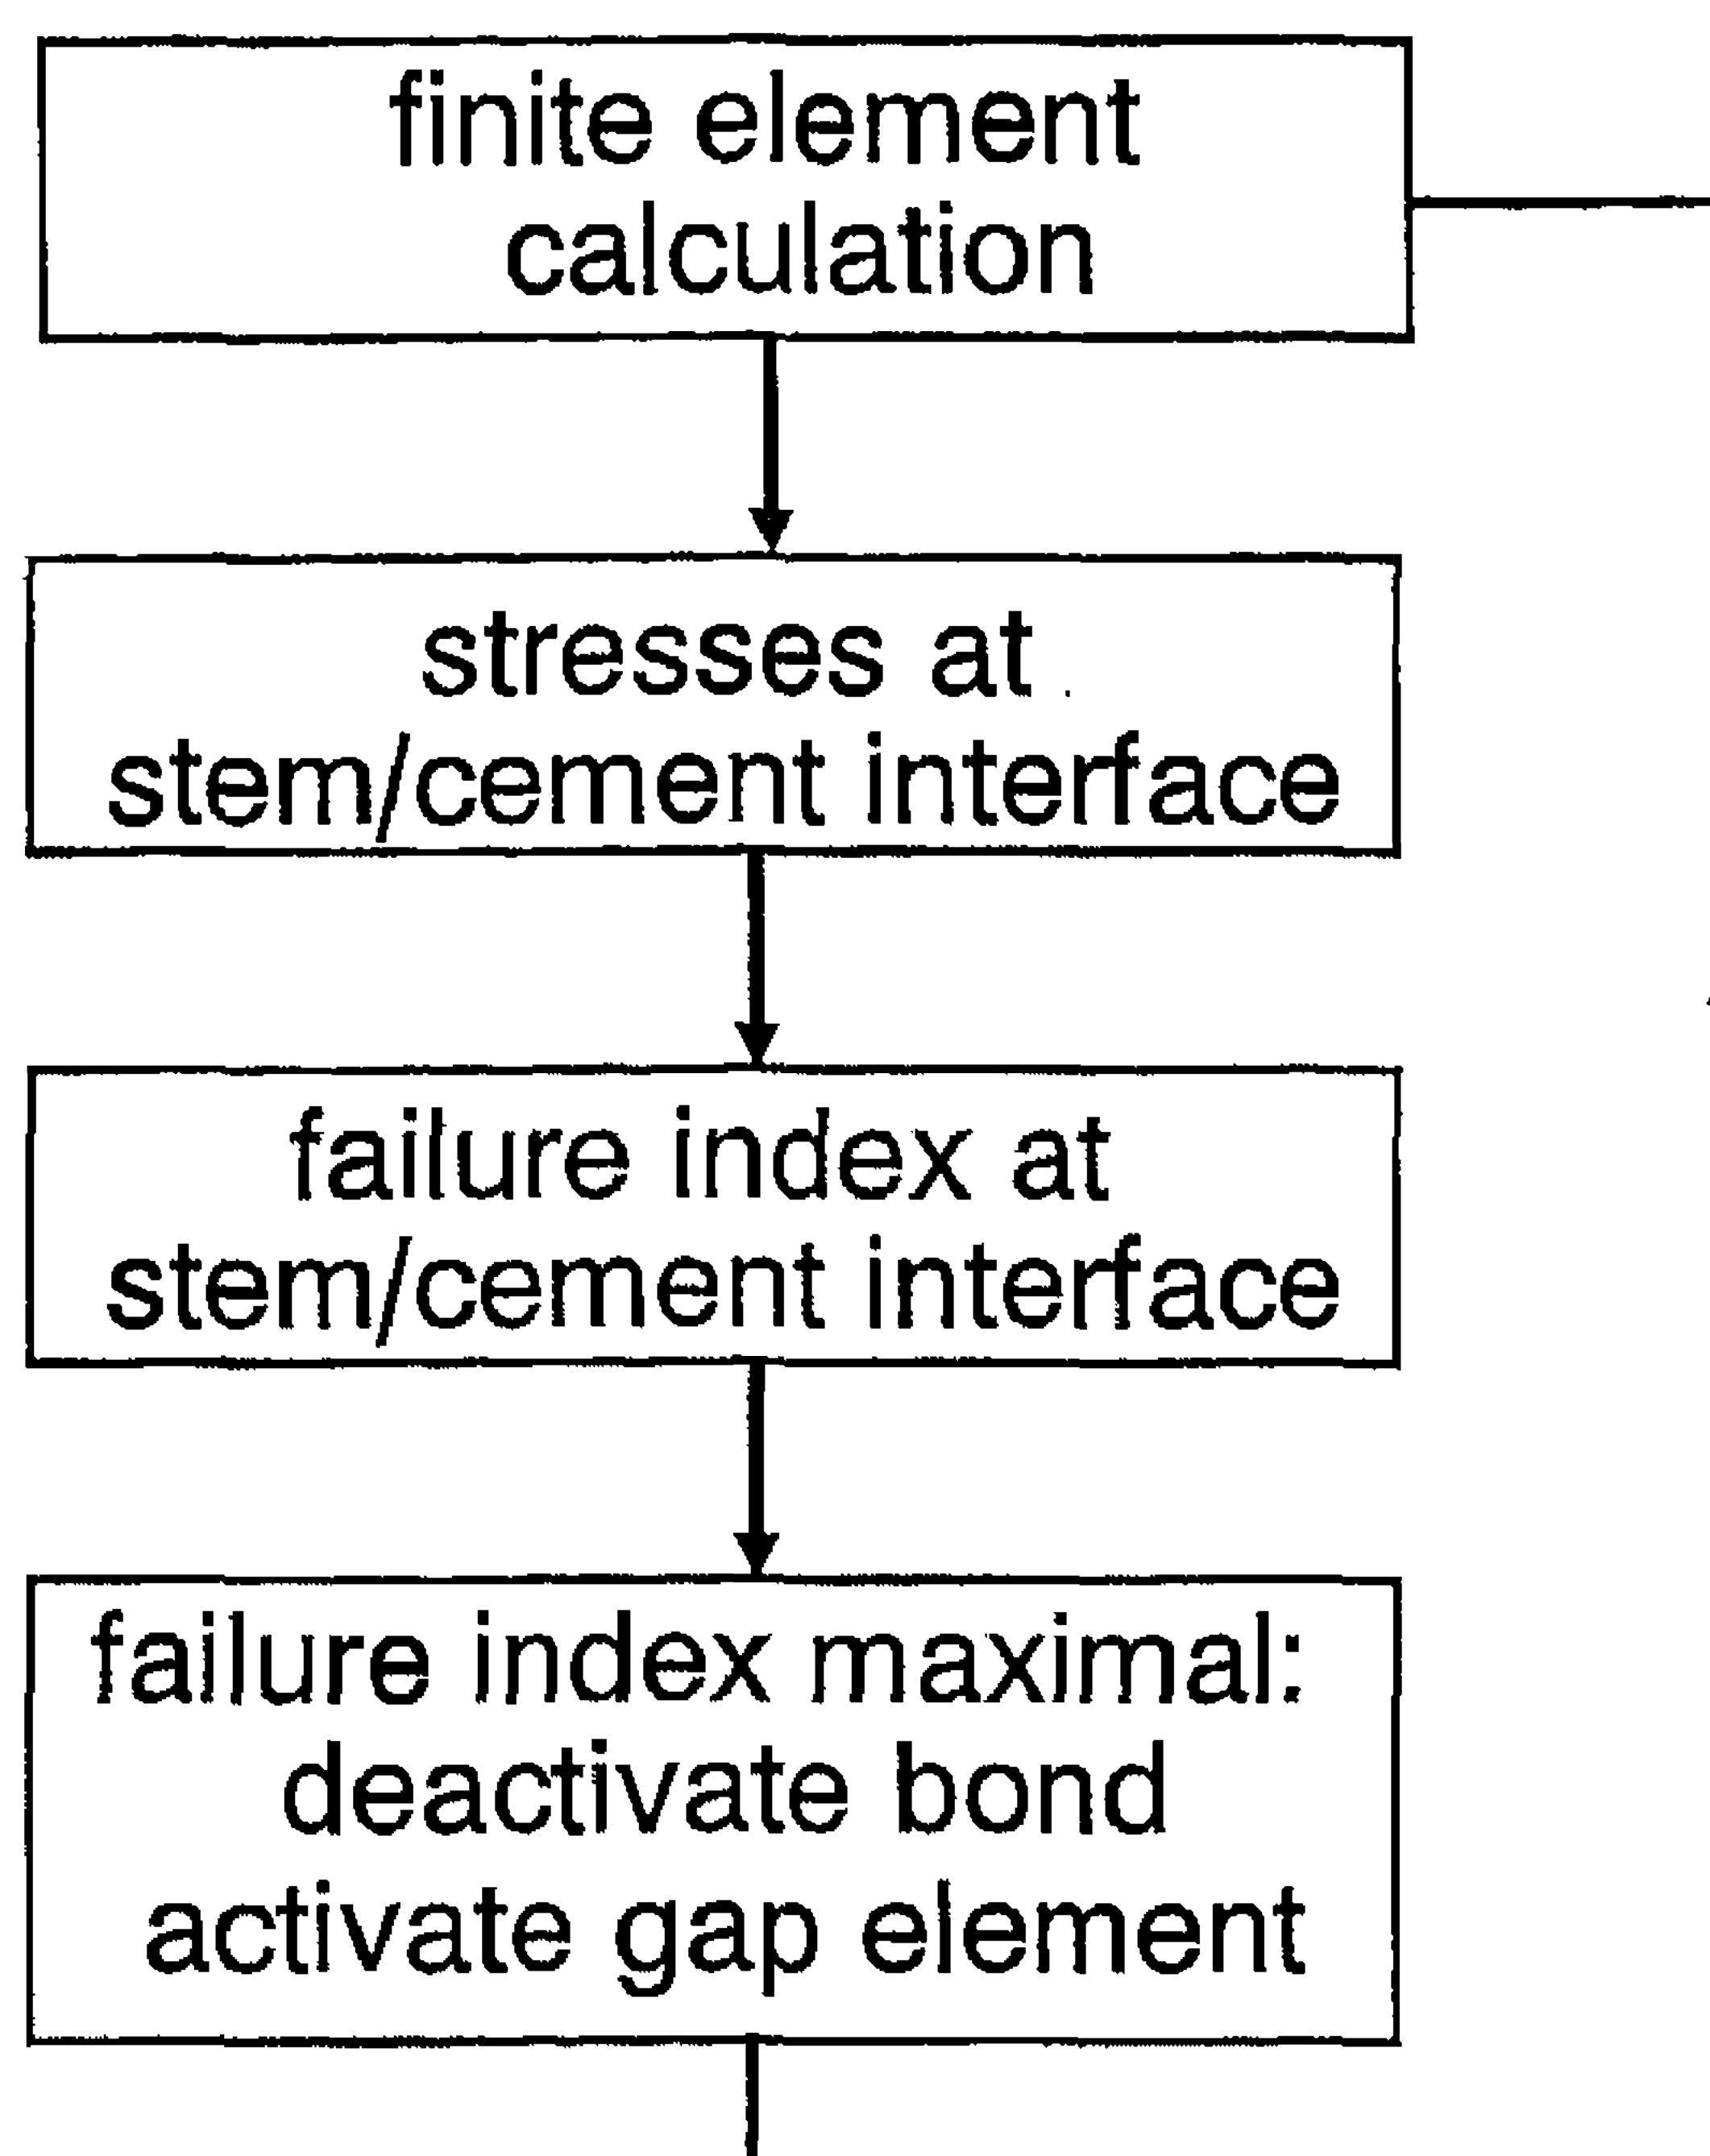 finite element
calculation
stresses at
stem/cement interface
failure index at
stem/cement interface
failure index maximal:
deactivate bond
activate gap element